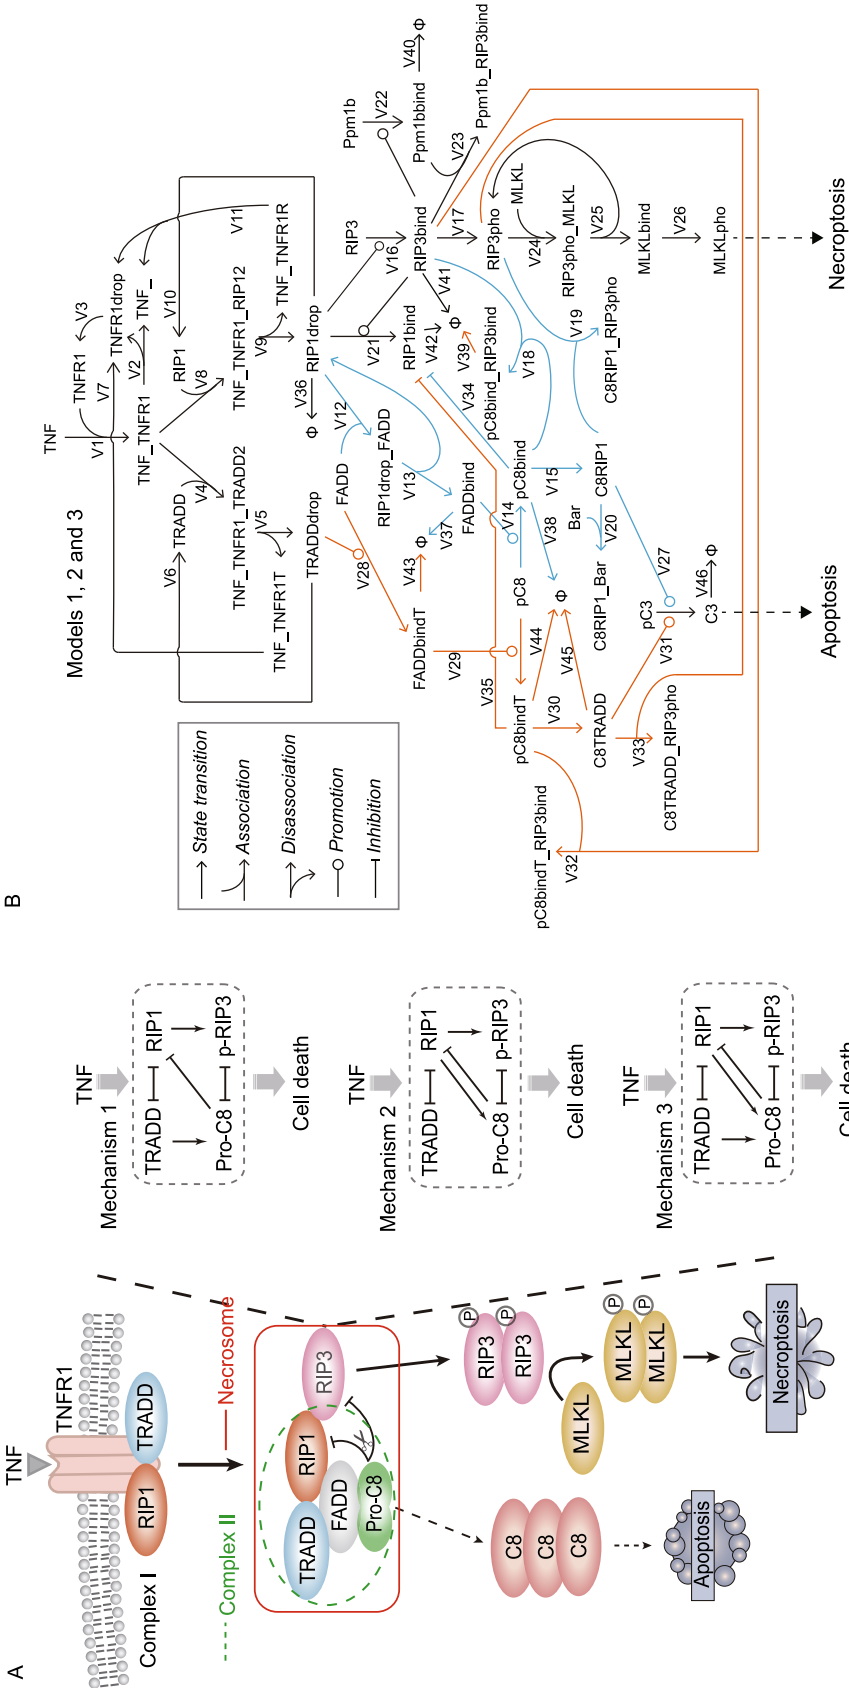 A
TNF
TNFR1
TRADD
RIP1
Complex I
Complex II
Necrosome
TRADD
RIP1
RIP3
FADD
Pro-C8
RIP3
P
RIP3
P
MLKL
MLKL
P
MLKL
P
C8
C8
C8
Apoptosis
Necroptosis
TNF
Mechanism 1
TRADD
RIP1
Pro-C8
p-RIP3
Cell death
TNF
Mechanism 2
TRADD
RIP1
Pro-C8
p-RIP3
Cell death
TNF
Mechanism 3
TRADD
RIP1
Pro-C8
p-RIP3
Cell death
B
Models 1, 2 and 3
State transition
Association
Disassociation
Promotion
Inhibition
TNF
TNFR1
V3
V1
V7
TNFR1drop
V2
TNF_TNFR1
TNF_
V11
V6
TRADD
V4
V10
RIP1
V8
TNF_TNFR1_TRADD2
V5
TNF_TNFR1_RIP12
V9
TNF_TNFR1T
TNF_TNFR1R
TRADDdrop
V36
Φ
RIP1drop
FADD
V12
V28
RIP1drop_FADD
V13
V21
RIP3
V16
Ppm1b
V22
FADDbindT
V43
Φ
V37
FADDbind
RIP1bind
V42
V41
RIP3bind
Ppm1bbind
V40
Φ
V29
V35
V14
V34
V39
Φ
V17
V23
Ppm1b_RIP3bind
pC8bindT
pC8
pC8bind
pC8bind_RIP3bind
V18
RIP3pho
MLKL
V24
V44
V38
V30
V45
Φ
V15
Bar
V19
RIP3pho_MLKL
V25
pC8bindT_RIP3bind
V32
C8TRADD
C8RIP1_Bar
V20
C8RIP1
C8RIP1_RIP3pho
MLKLbind
V26
V33
C8TRADD_RIP3pho
V31
pC3
V27
C3
V46
Φ
MLKLpho
Apoptosis
Necroptosis